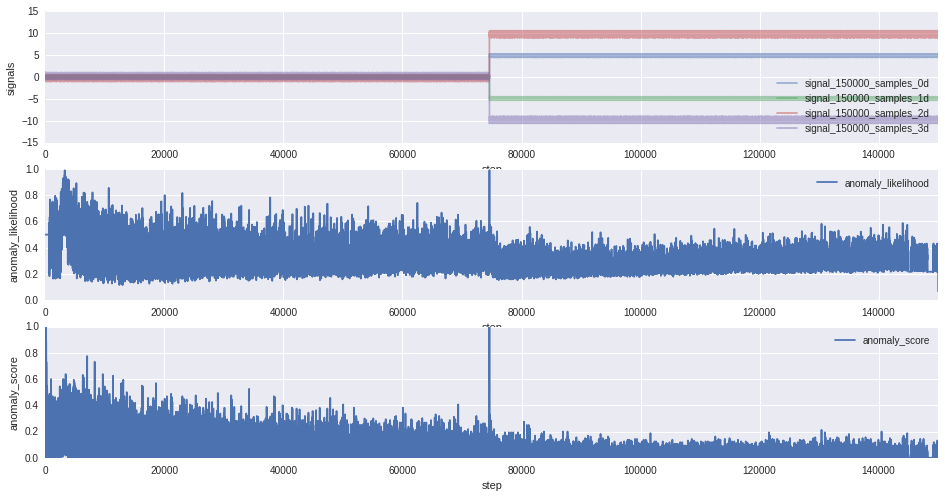 15
10
5
0
−5
−10
−15
signals
signal_150000_samples_0d
signal_150000_samples_1d
signal_150000_samples_2d
signal_150000_samples_3d
0 20000 40000 60000 80000 100000 120000 140000
step
1.0
0.8
0.6
0.4
0.2
0.0
anomaly_likelihood
anomaly_likelihood
0 20000 40000 60000 80000 100000 120000 140000
step
1.0
0.8
0.6
0.4
0.2
0.0
anomaly_score
anomaly_score
0 20000 40000 60000 80000 100000 120000 140000
step